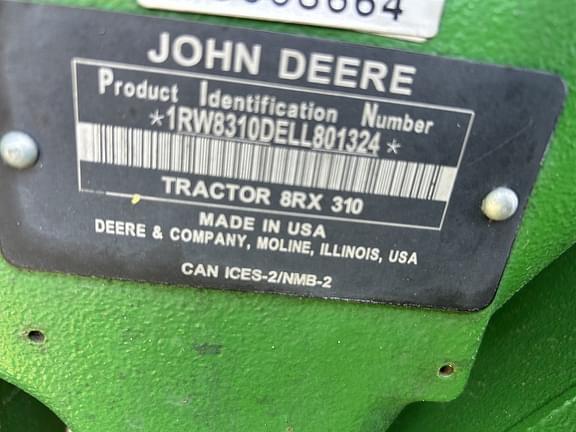 JOHN DEERE
Product Identification Number
*1RW8310DELL801324*
TRACTOR 8RX 310
MADE IN USA
DEERE & COMPANY, MOLINE, ILLINOIS, USA
CAN ICES-2/NMB-2